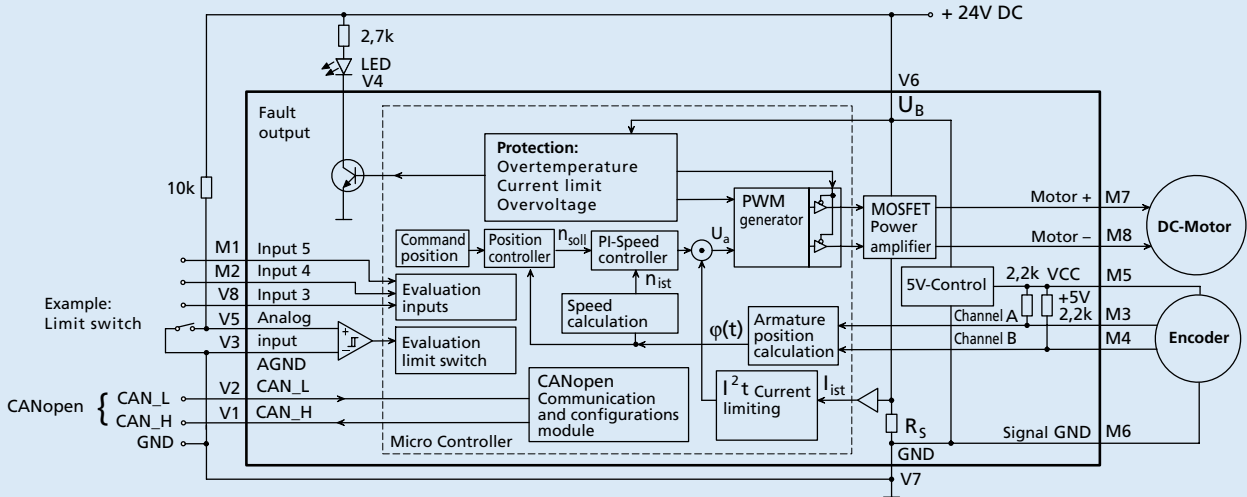 + 24V DC
2,7k
LED
V4
V6
U_B
Fault
output
Protection:
Overtemperature
Current limit
Overvoltage
10k
PWM
generator
MOSFET
Power
amplifier
Motor +
M7
Motor –
M8
DC-Motor
Command
position
Position
controller
n_soll
PI-Speed
controller
U_a
n_ist
M1
Input 5
M2
Input 4
V8
Input 3
V5
Analog
V3
input
AGND
Example:
Limit switch
Evaluation
inputs
Evaluation
limit switch
Speed
calculation
φ(t)
Armature
position
calculation
5V-Control
2,2k
VCC
M5
+5V
2,2k
Channel A
M3
Channel B
M4
Encoder
CANopen {
CAN_L
V2
CAN_L
CAN_H
V1
CAN_H
GND
CANopen
Communication
and configurations
module
I²t Current
limiting
I_ist
R_S
Signal GND
M6
Micro Controller
GND
V7